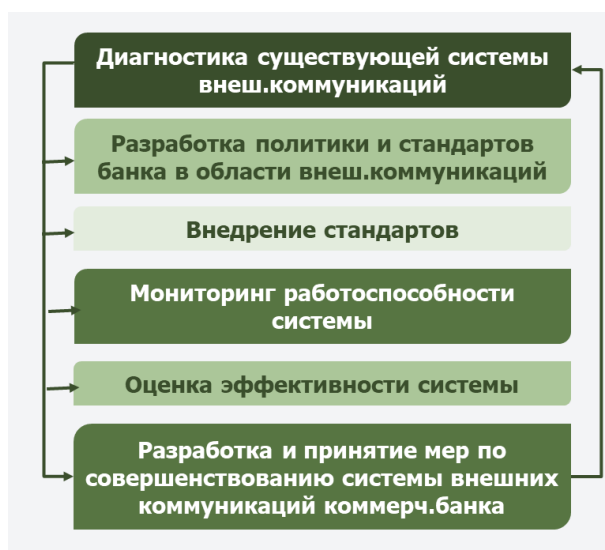 Диагностика существующей системы
внеш.коммуникаций
Разработка политики и стандартов
банка в области внеш.коммуникаций
Внедрение стандартов
Мониторинг работоспособности
системы
Оценка эффективности системы
Разработка и принятие мер по
совершенствованию системы внешних
коммуникаций коммерч.банка